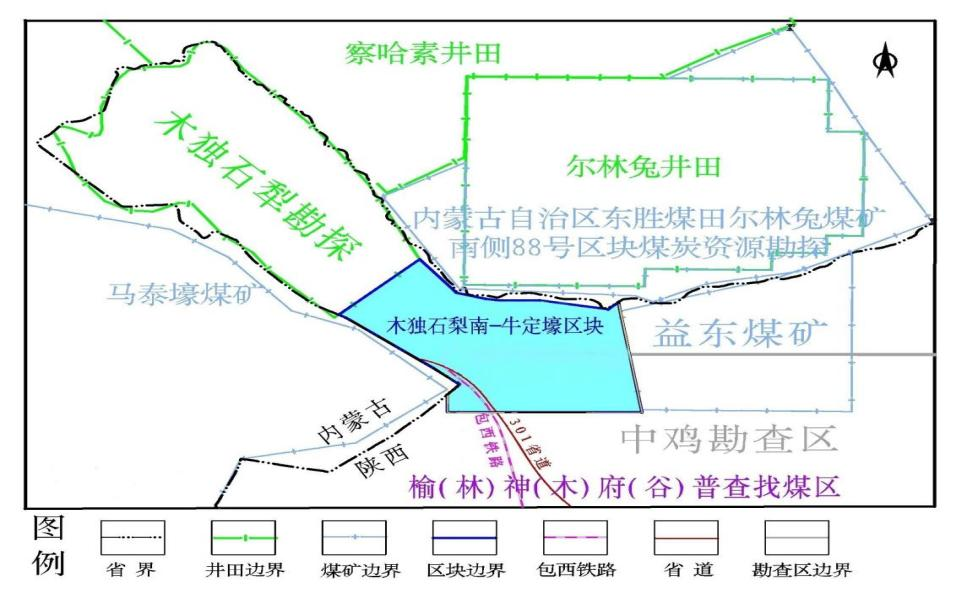 察哈素井田
木独石犁勘探
尔林兔井田
内蒙古自治区东胜煤田尔林兔煤矿
南侧88号区块煤炭资源勘探
马泰壕煤矿
木独石梨南-牛定壕区块
益东煤矿
内蒙古
陕西
包西铁路
301省道
中鸡勘查区
榆(林)神(木)府(谷)普查找煤区
图例
省界
井田边界
煤矿边界
区块边界
包西铁路
省道
勘查区边界